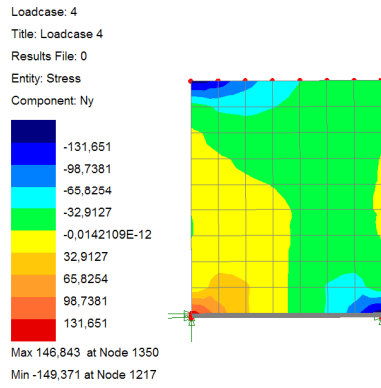 Loadcase: 4
Title: Loadcase 4
Results File: 0
Entity: Stress
Component: Ny
-131,651
-98,7381
-65,8254
-32,9127
-0,0142109E-12
32,9127
65,8254
98,7381
131,651
Max 146,843 at Node 1350
Min -149,371 at Node 1217